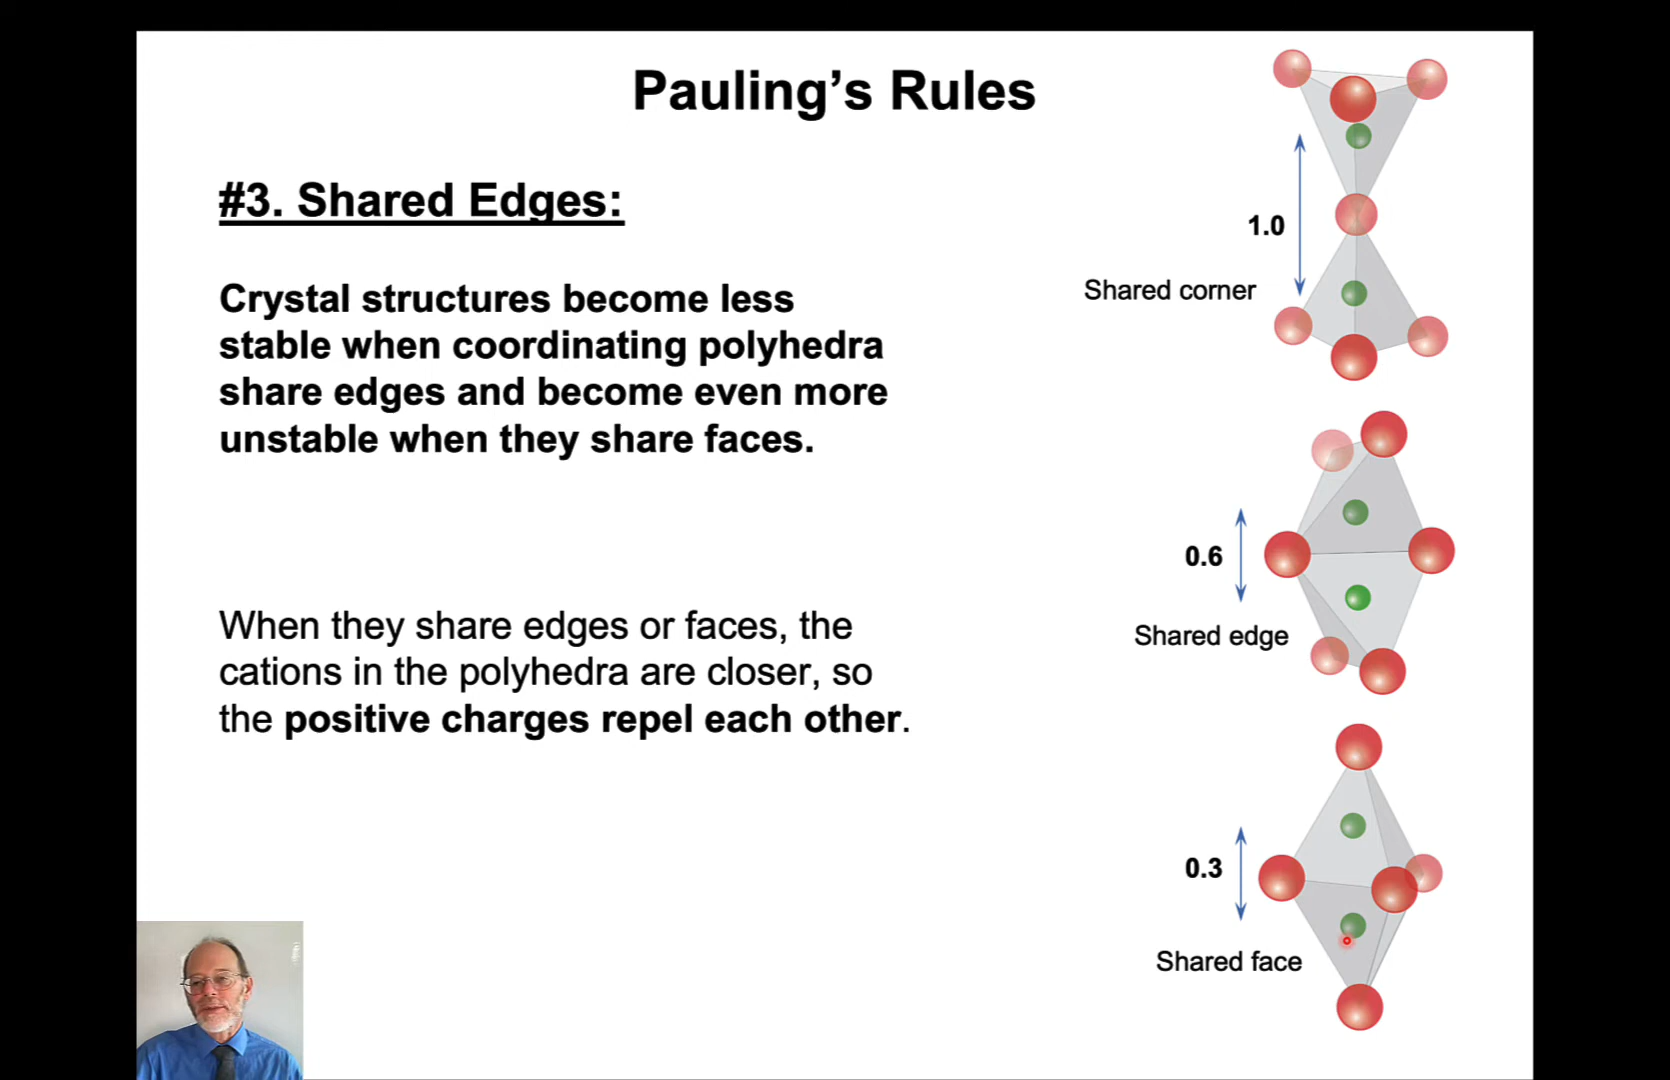 Pauling’s Rules
#3. Shared Edges:
Crystal structures become less
stable when coordinating polyhedra
share edges and become even more
unstable when they share faces.
When they share edges or faces, the
cations in the polyhedra are closer, so
the positive charges repel each other.
1.0
Shared corner
0.6
Shared edge
0.3
Shared face